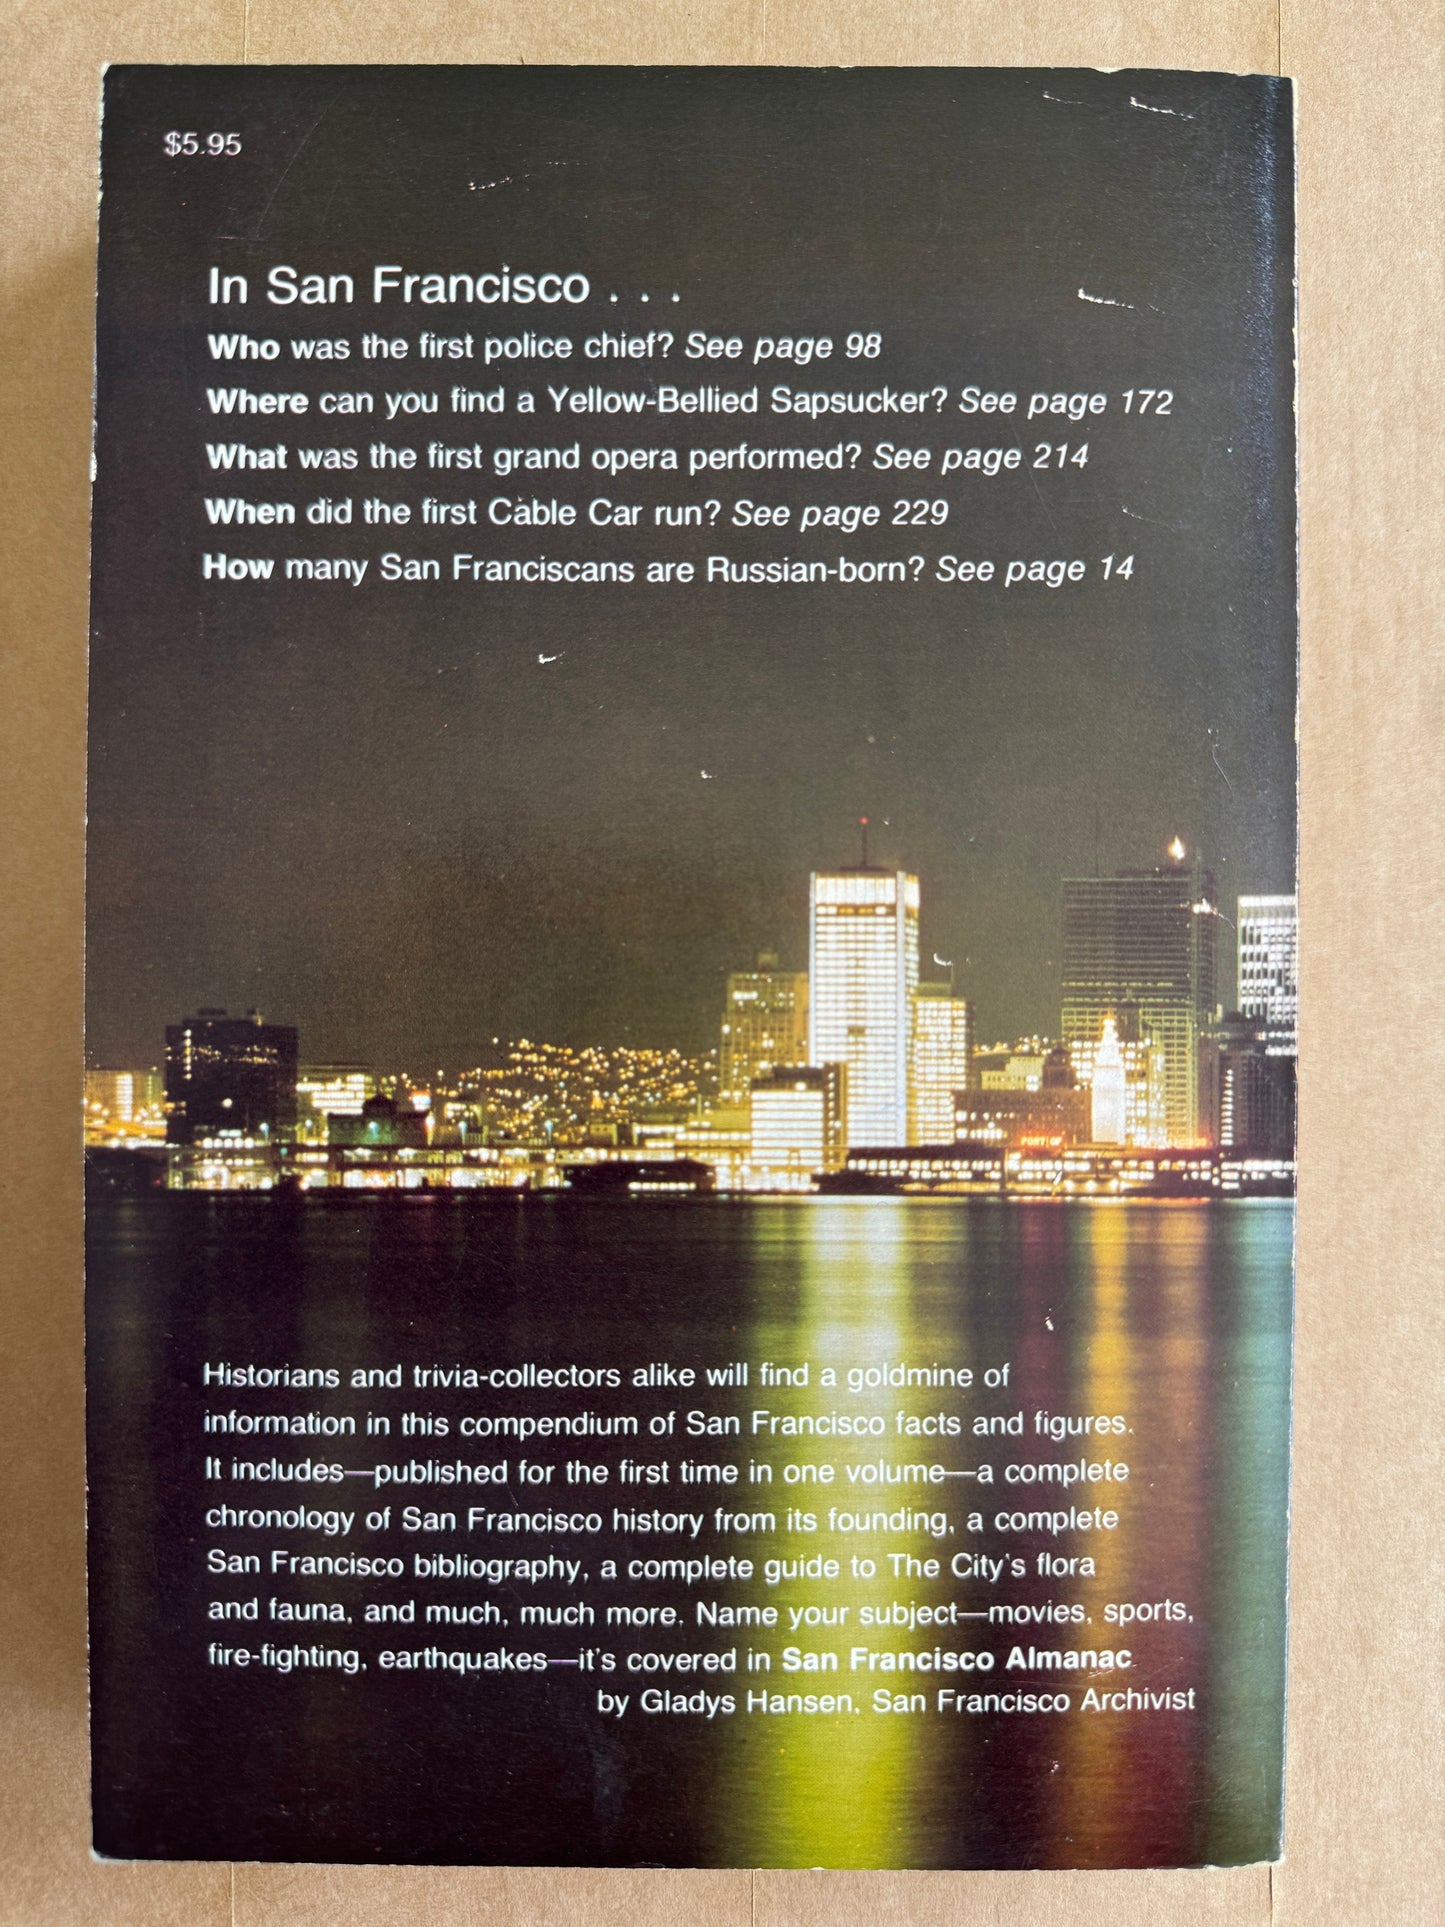 $5.95
In San Francisco . . .
Who was the first police chief? See page 98
Where can you find a Yellow-Bellied Sapsucker? See page 172
What was the first grand opera performed? See page 214
When did the first Cable Car run? See page 229
How many San Franciscans are Russian-born? See page 14
PORT OF
Historians and trivia-collectors alike will find a goldmine of
information in this compendium of San Francisco facts and figures.
It includes—published for the first time in one volume—a complete
chronology of San Francisco history from its founding, a complete
San Francisco bibliography, a complete guide to The City's flora
and fauna, and much, much more. Name your subject—movies, sports,
fire-fighting, earthquakes—it's covered in San Francisco Almanac
by Gladys Hansen, San Francisco Archivist